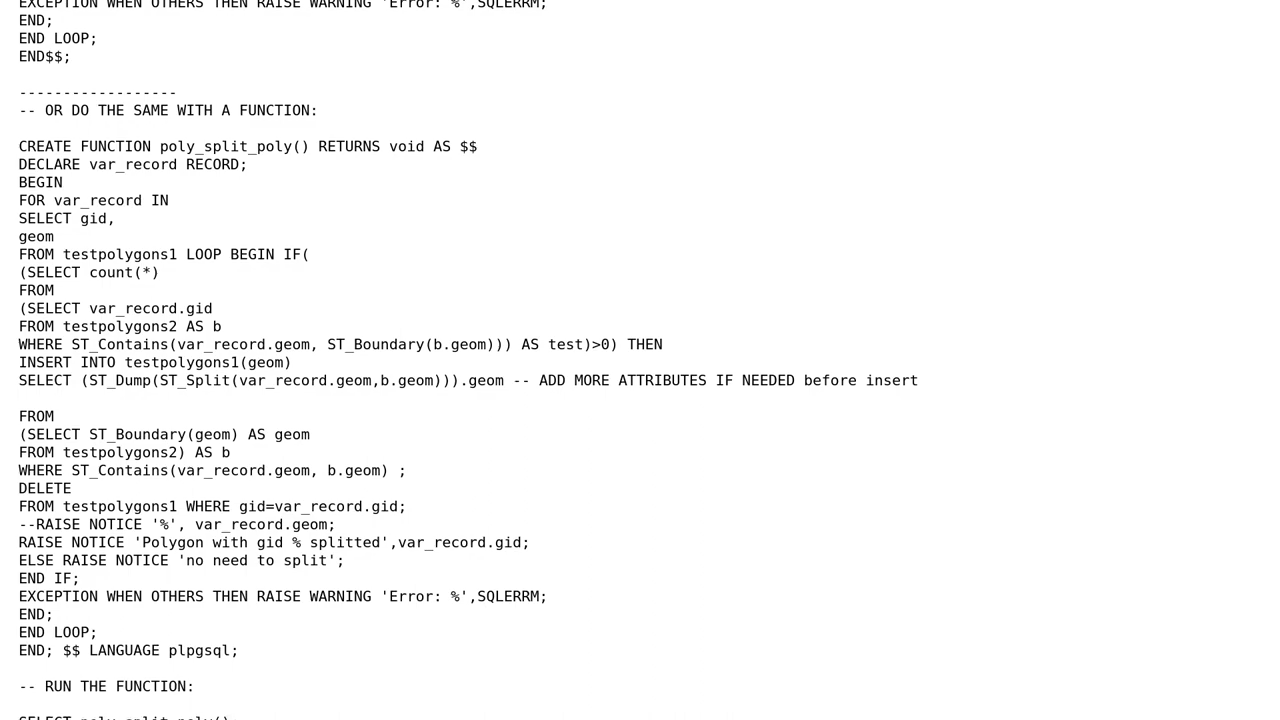 EXCEPTION WHEN OTHERS THEN RAISE WARNING 'Error: %',SQLERRM;
END;
END LOOP;
END$$;
------------------
-- OR DO THE SAME WITH A FUNCTION:
CREATE FUNCTION poly_split_poly() RETURNS void AS $$
DECLARE var_record RECORD;
BEGIN
FOR var_record IN
SELECT gid,
geom
FROM testpolygons1 LOOP BEGIN IF(
(SELECT count(*)
FROM
(SELECT var_record.gid
FROM testpolygons2 AS b
WHERE ST_Contains(var_record.geom, ST_Boundary(b.geom))) AS test)>0) THEN
INSERT INTO testpolygons1(geom)
SELECT (ST_Dump(ST_Split(var_record.geom,b.geom))).geom -- ADD MORE ATTRIBUTES IF NEEDED before insert
FROM
(SELECT ST_Boundary(geom) AS geom
FROM testpolygons2) AS b
WHERE ST_Contains(var_record.geom, b.geom) ;
DELETE
FROM testpolygons1 WHERE gid=var_record.gid;
--RAISE NOTICE '%', var_record.geom;
RAISE NOTICE 'Polygon with gid % splitted',var_record.gid;
ELSE RAISE NOTICE 'no need to split';
END IF;
EXCEPTION WHEN OTHERS THEN RAISE WARNING 'Error: %',SQLERRM;
END;
END LOOP;
END; $$ LANGUAGE plpgsql;
-- RUN THE FUNCTION:
SELECT poly_split_poly();